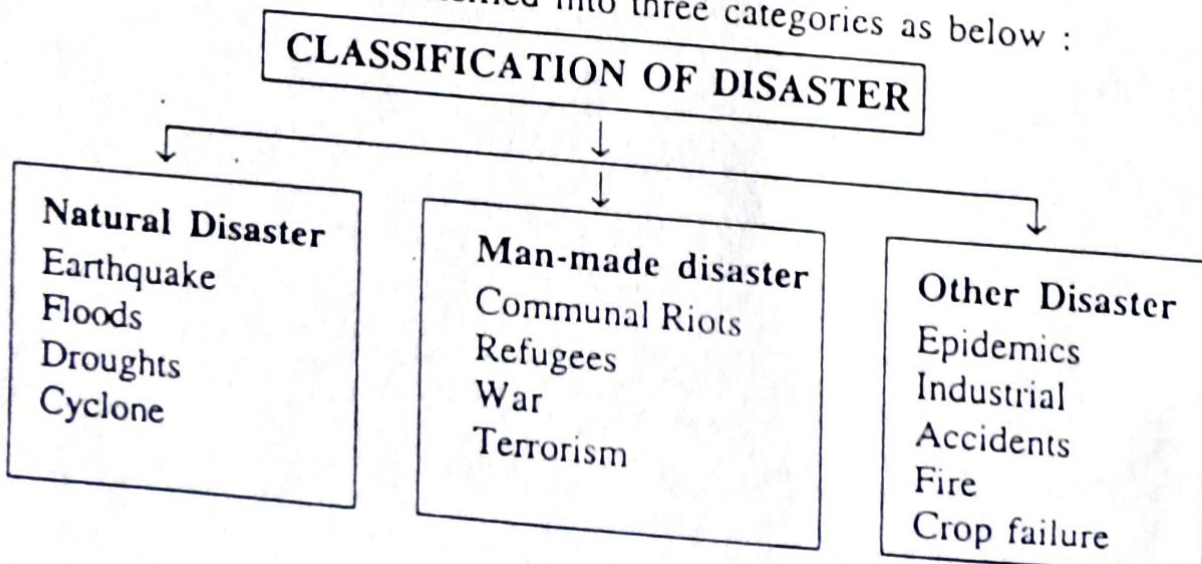 into three categories as below :
CLASSIFICATION OF DISASTER
Natural Disaster
Earthquake
Floods
Droughts
Cyclone
Man-made disaster
Communal Riots
Refugees
War
Terrorism
Other Disaster
Epidemics
Industrial
Accidents
Fire
Crop failure